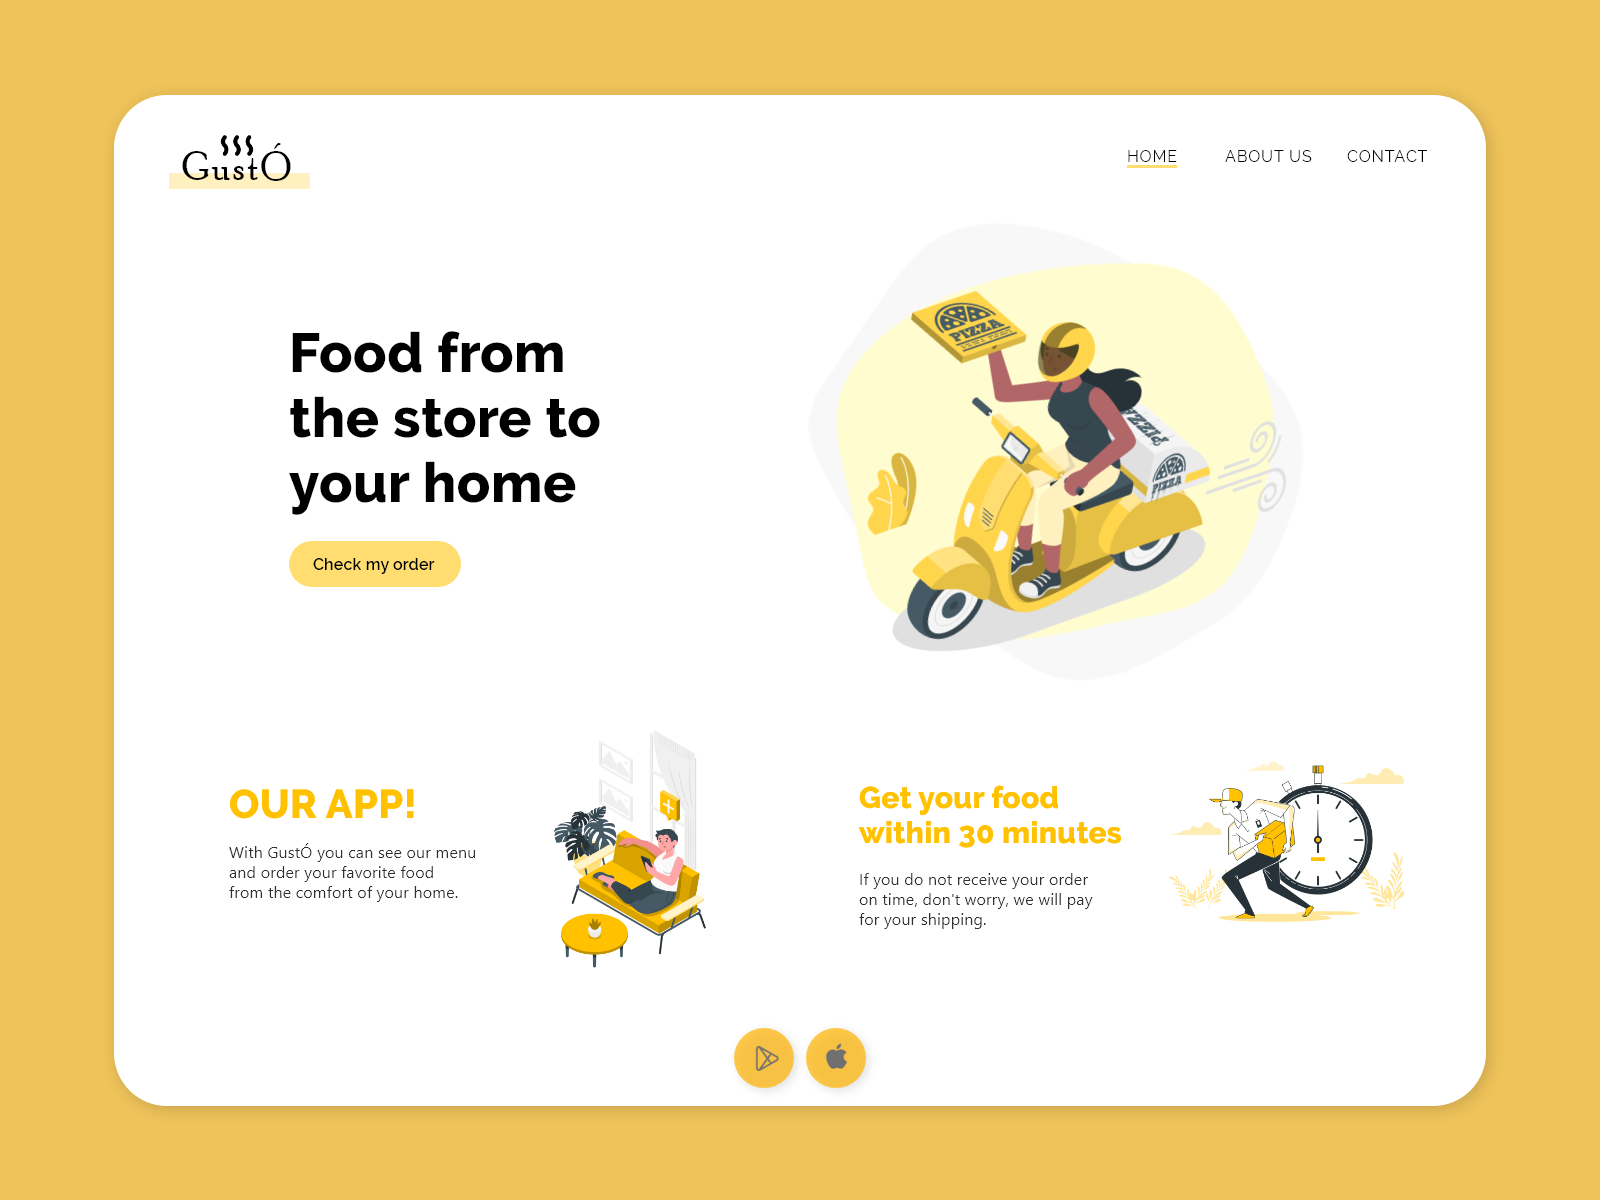 GustÓ
HOME
ABOUT US
CONTACT
PIZZA
PIZZA
PIZZA
Food from
the store to
your home
Check my order
OUR APP!
With GustÓ you can see our menu
and order your favorite food
from the comfort of your home.
Get your food
within 30 minutes
If you do not receive your order
on time, don't worry, we will pay
for your shipping.